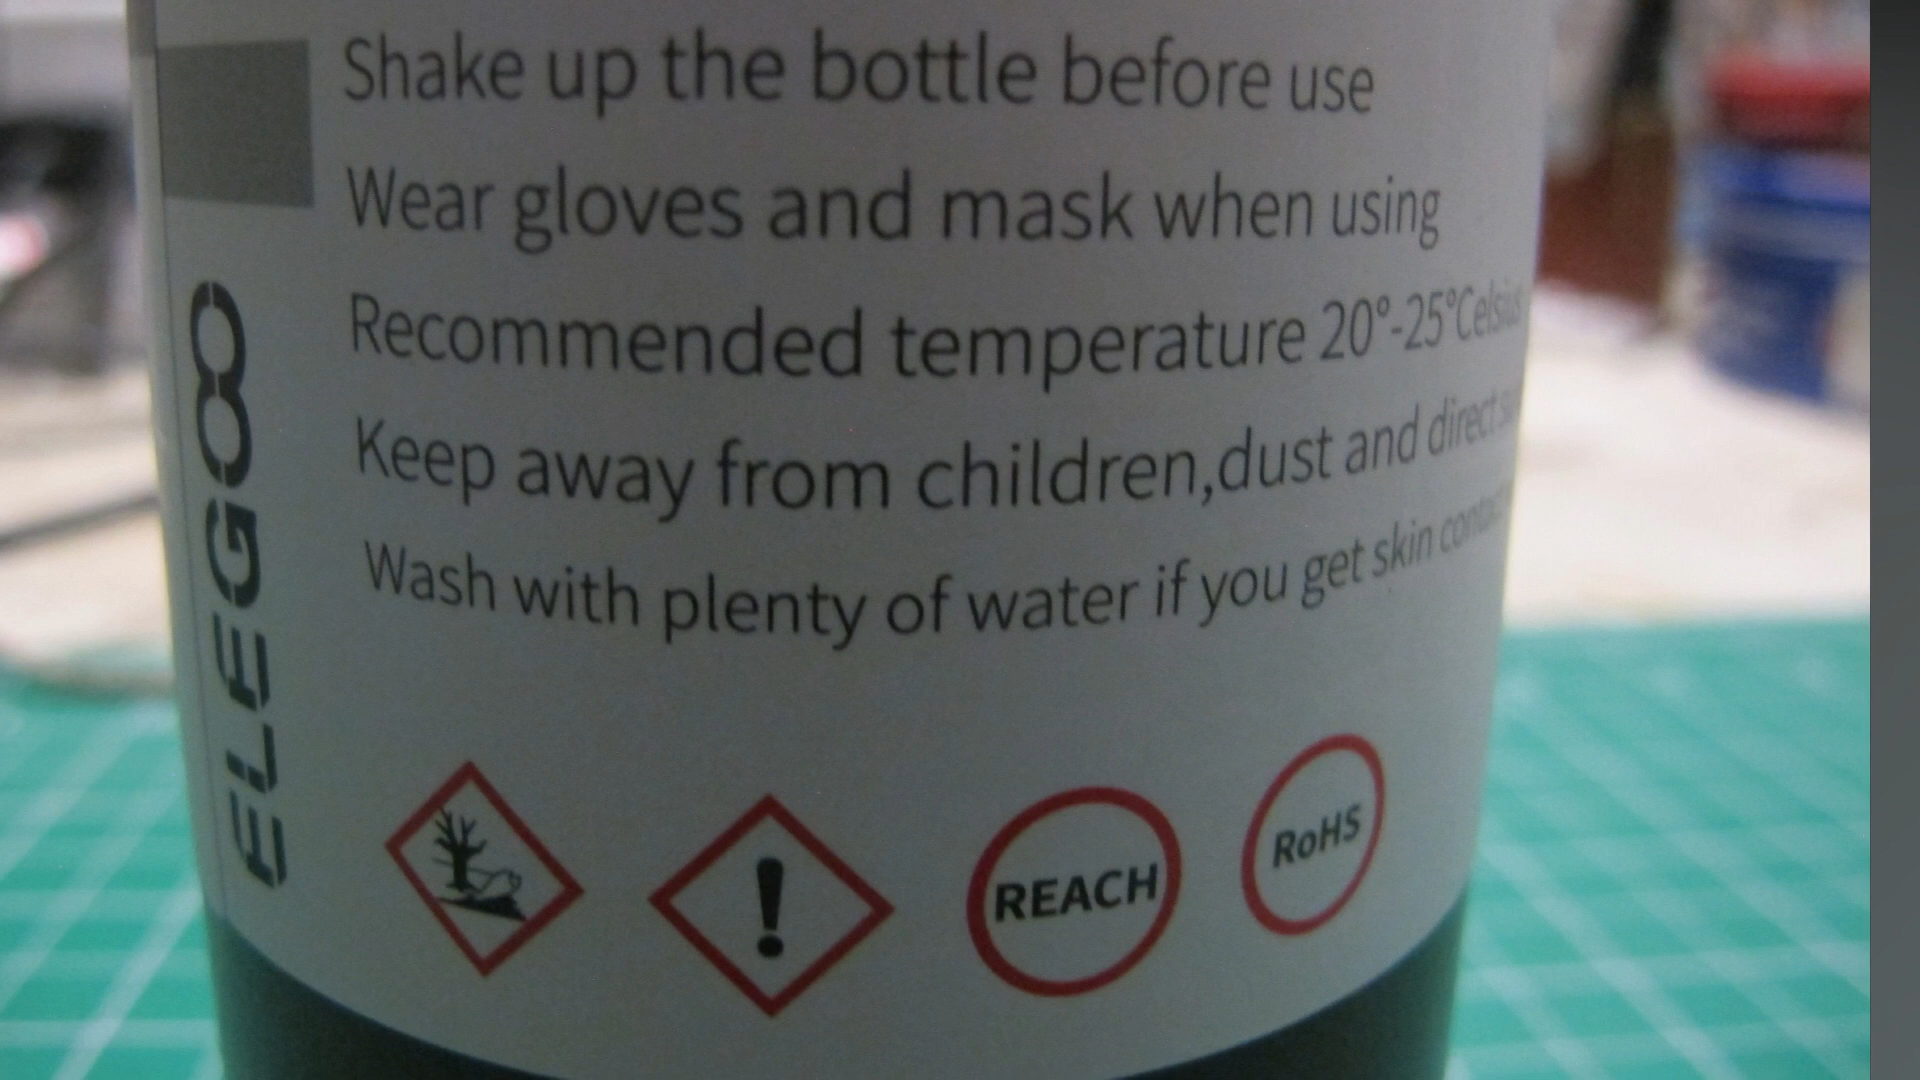 Shake up the bottle before use
Wear gloves and mask when using
Recommended temperature 20°-25°Celsius
Keep away from children,dust and direct
Wash with plenty of water if you get skin contact
ELEGOO
REACH
RoHS